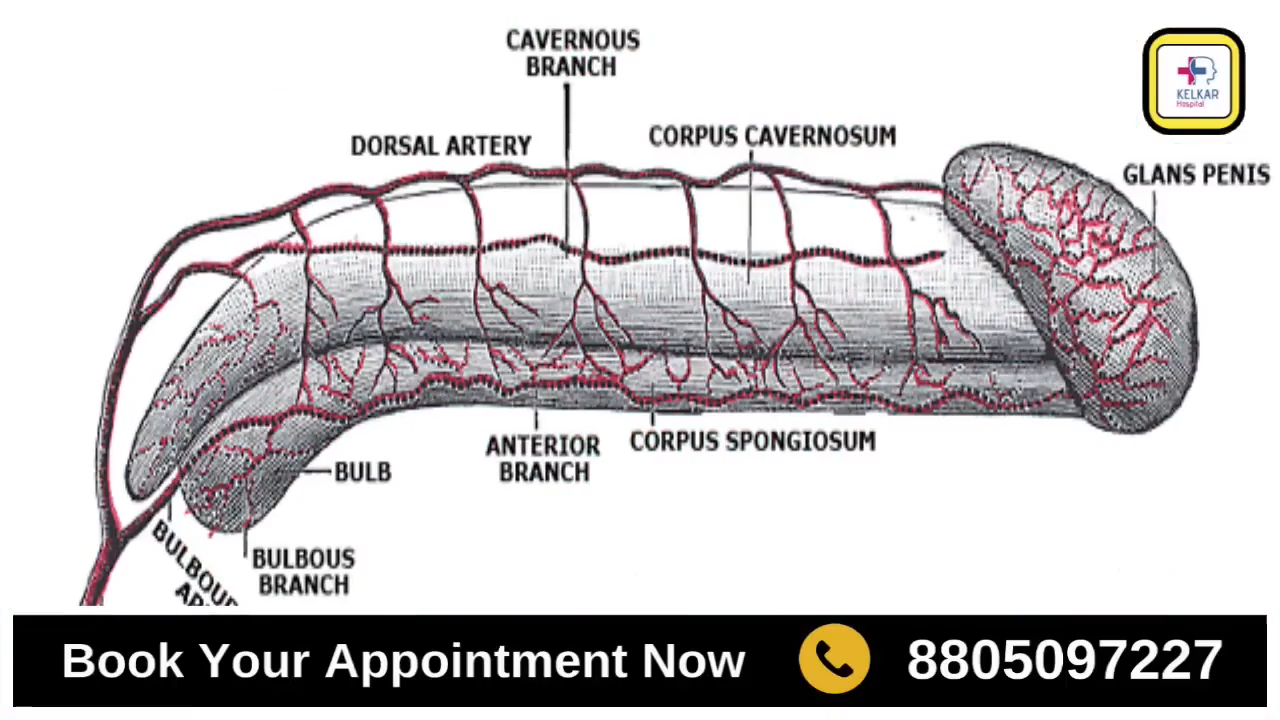 CAVERNOUS
BRANCH
KELKAR
Hospital
DORSAL ARTERY
CORPUS CAVERNOSUM
GLANS PENIS
ANTERIOR
BRANCH
CORPUS SPONGIOSUM
BULB
BULBOUS
BRANCH
Book Your Appointment Now
8805097227